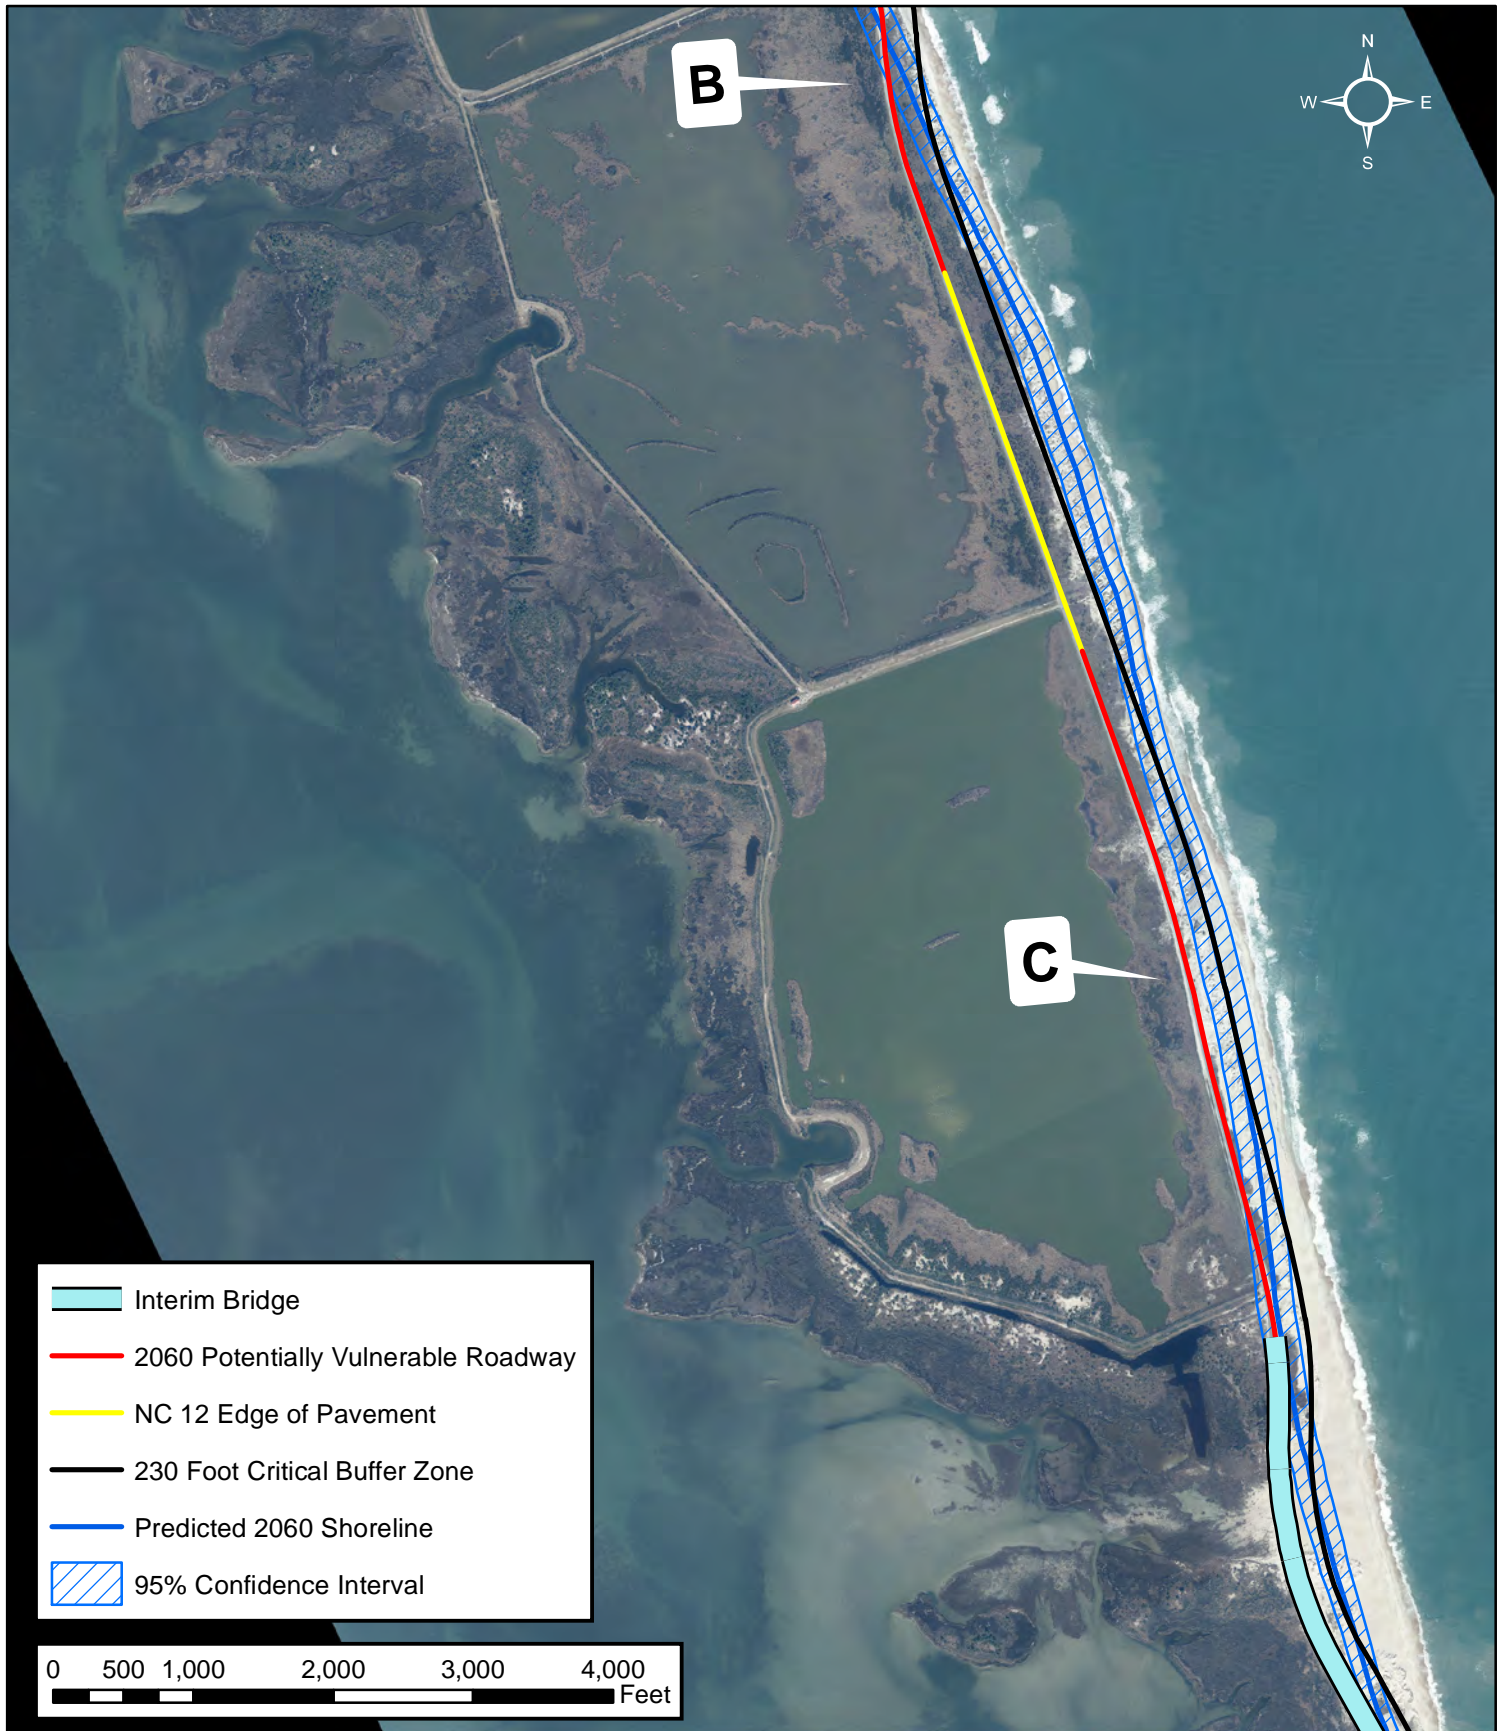 B
N
W E
S
C
Interim Bridge
2060 Potentially Vulnerable Roadway
NC 12 Edge of Pavement
230 Foot Critical Buffer Zone
Predicted 2060 Shoreline
95% Confidence Interval
0 500 1,000 2,000 3,000 4,000
Feet